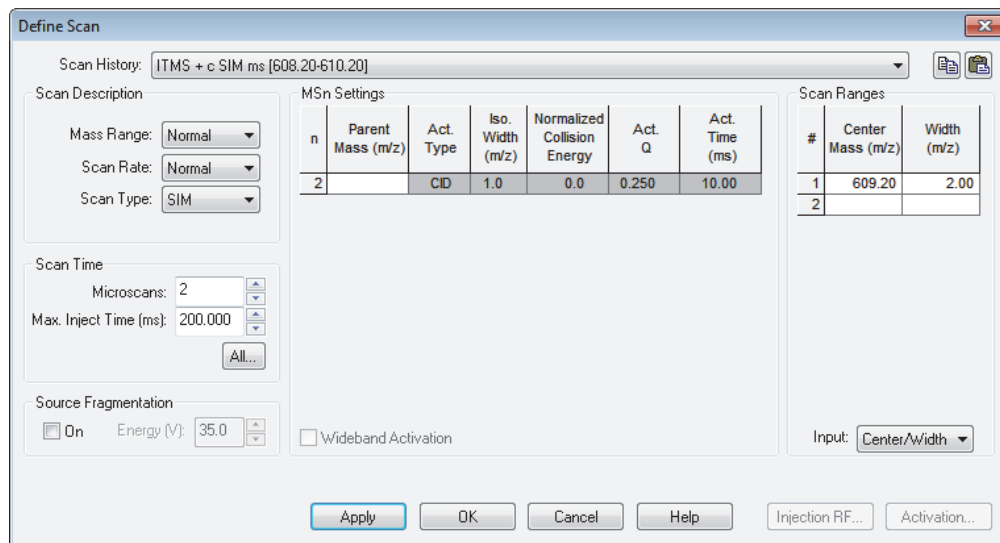 Define Scan
Scan History: ITMS + c SIM ms [608.20-610.20]
Scan Description
Mass Range: Normal
Scan Rate: Normal
Scan Type: SIM
Scan Time
Microscans: 2
Max. Inject Time (ms): 200.000
All...
Source Fragmentation
On Energy (V): 35.0
MSn Settings
n Parent Mass (m/z) Act. Type Iso. Width (m/z) Normalized Collision Energy Act. Q Act. Time (ms)
2 CID 1.0 0.0 0.250 10.00
Wideband Activation
Scan Ranges
# Center Mass (m/z) Width (m/z)
1 609.20 2.00
2
Input: Center/Width
Apply OK Cancel Help Injection RF... Activation...